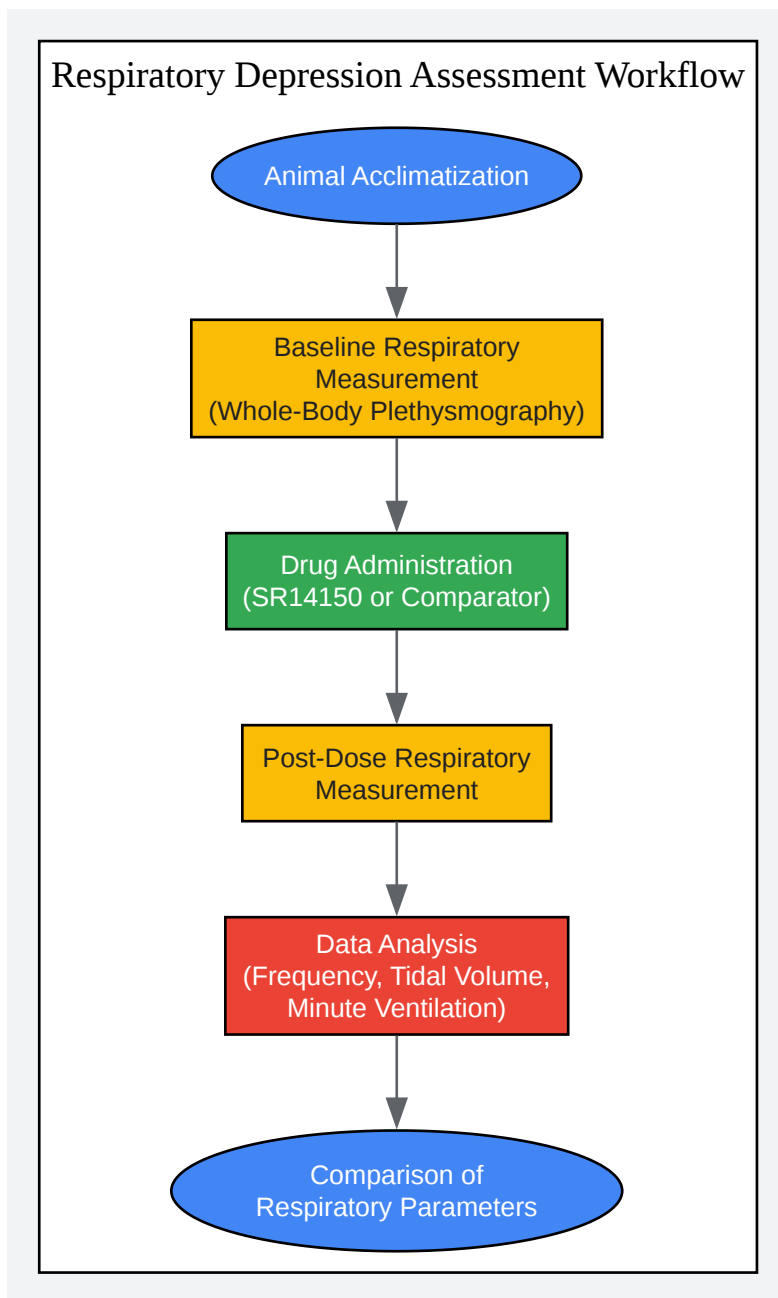 Respiratory Depression Assessment Workflow
Animal Acclimatization
Baseline Respiratory
Measurement
(Whole-Body Plethysmography)
Drug Administration
(SR14150 or Comparator)
Post-Dose Respiratory
Measurement
Data Analysis
(Frequency, Tidal Volume,
Minute Ventilation)
Comparison of
Respiratory Parameters